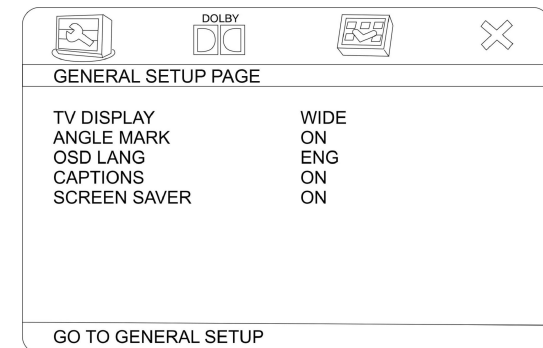 DOLBY
GENERAL SETUP PAGE
TV DISPLAY WIDE
ANGLE MARK ON
OSD LANG ENG
CAPTIONS ON
SCREEN SAVER ON
GO TO GENERAL SETUP